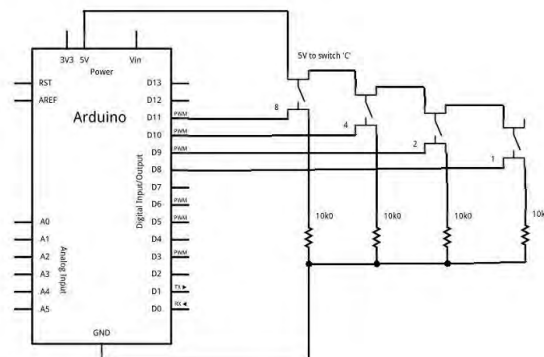 3V3 5V Vin
Power
5V to switch 'C'
RST D13
AREF D12
Arduino D11 PWM 8
D10 PWM 4
D9 PWM 2
D8 1
D7
D6 PWM
Digital Input/Output
A0 D5 PWM
A1 D4
A2 D3 PWM
A3 D2
A4 D1 TX ▶
A5 D0 RX ◀
Analog Input
GND
10k0 10k0 10k0 10k